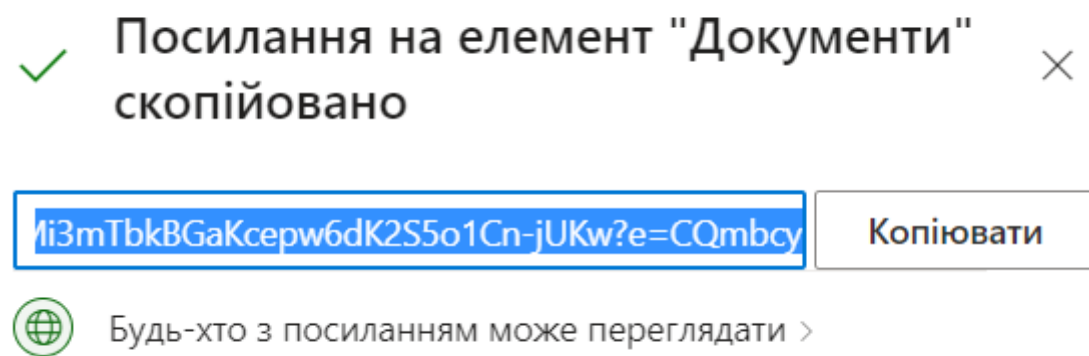 Посилання на елемент "Документи"
скопійовано
Mi3mTbkBGaKcepw6dK2S5o1Cn-jUKw?e=CQmbcy
Копіювати
Будь-хто з посиланням може переглядати